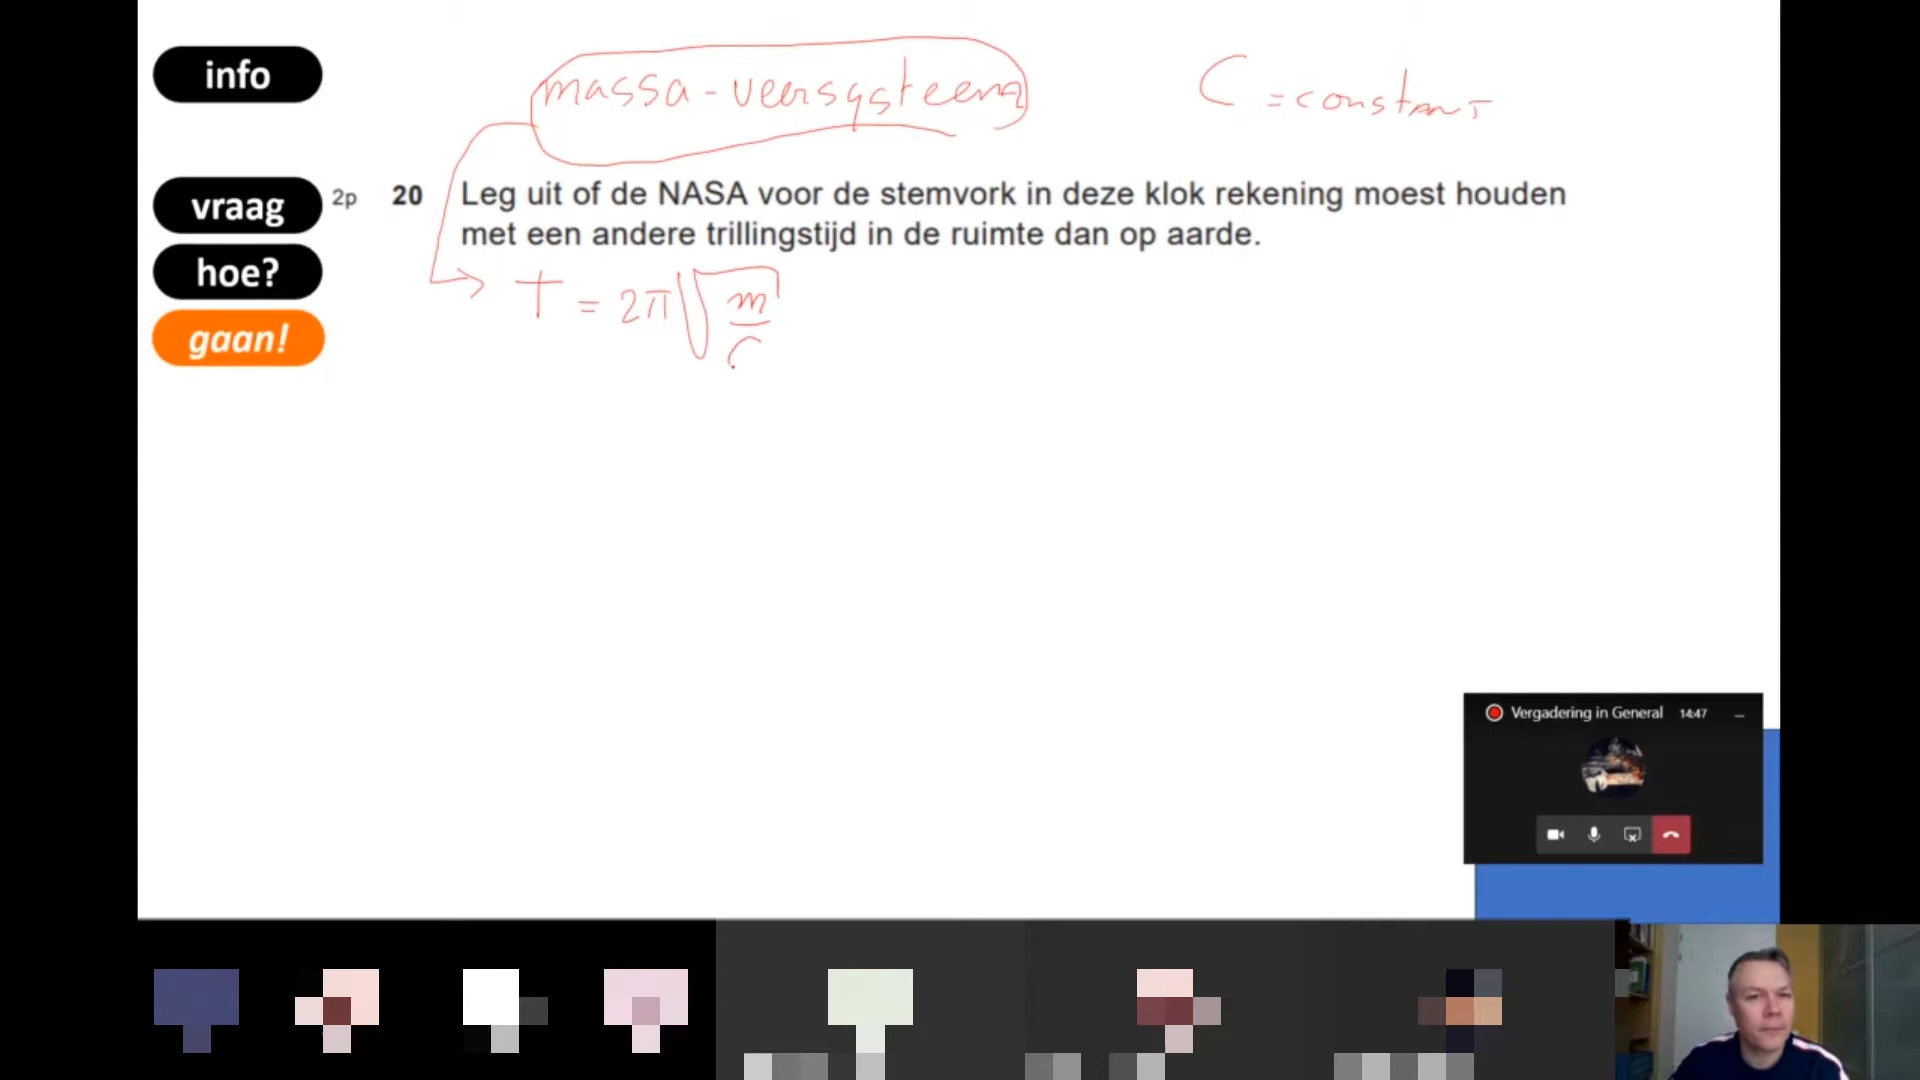 info
massa-veersysteem
C = constant
vraag
2p 20 Leg uit of de NASA voor de stemvork in deze klok rekening moest houden
met een andere trillingstijd in de ruimte dan op aarde.
hoe?
T = 2π√m/C
gaan!
Vergadering in General 14:47